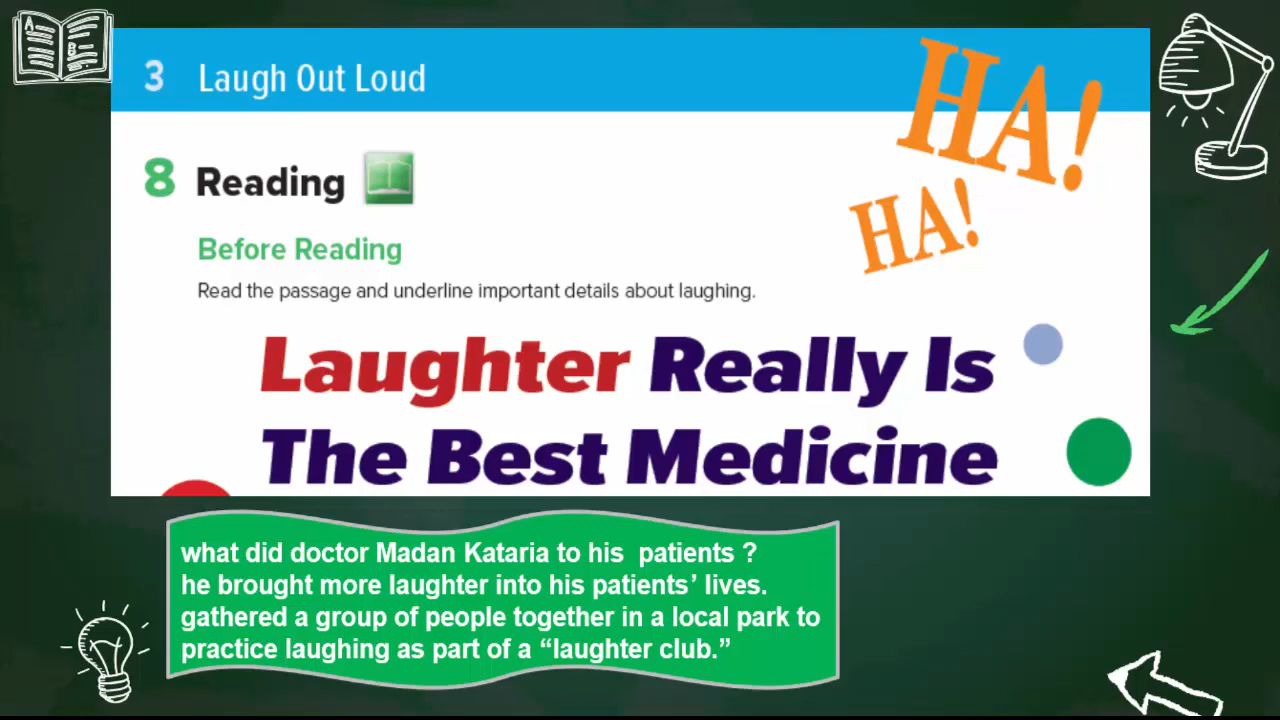 3 Laugh Out Loud
HA!
HA!
8 Reading
Before Reading
Read the passage and underline important details about laughing.
Laughter Really Is
The Best Medicine
what did doctor Madan Kataria to his patients ?
he brought more laughter into his patients’ lives.
gathered a group of people together in a local park to
practice laughing as part of a “laughter club.”